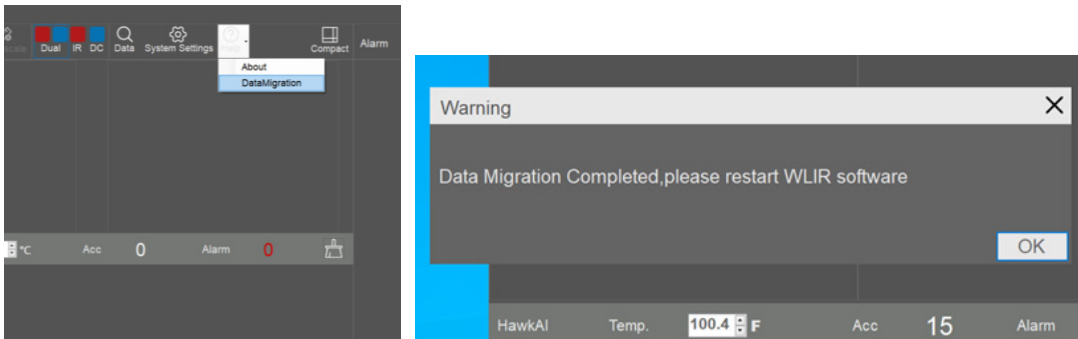 Dual IR DC Data System Settings Compact Alarm
About
DataMigration
°C Acc 0 Alarm 0
Warning
Data Migration Completed,please restart WLIR software
OK
HawkAI Temp. 100.4 F Acc 15 Alarm